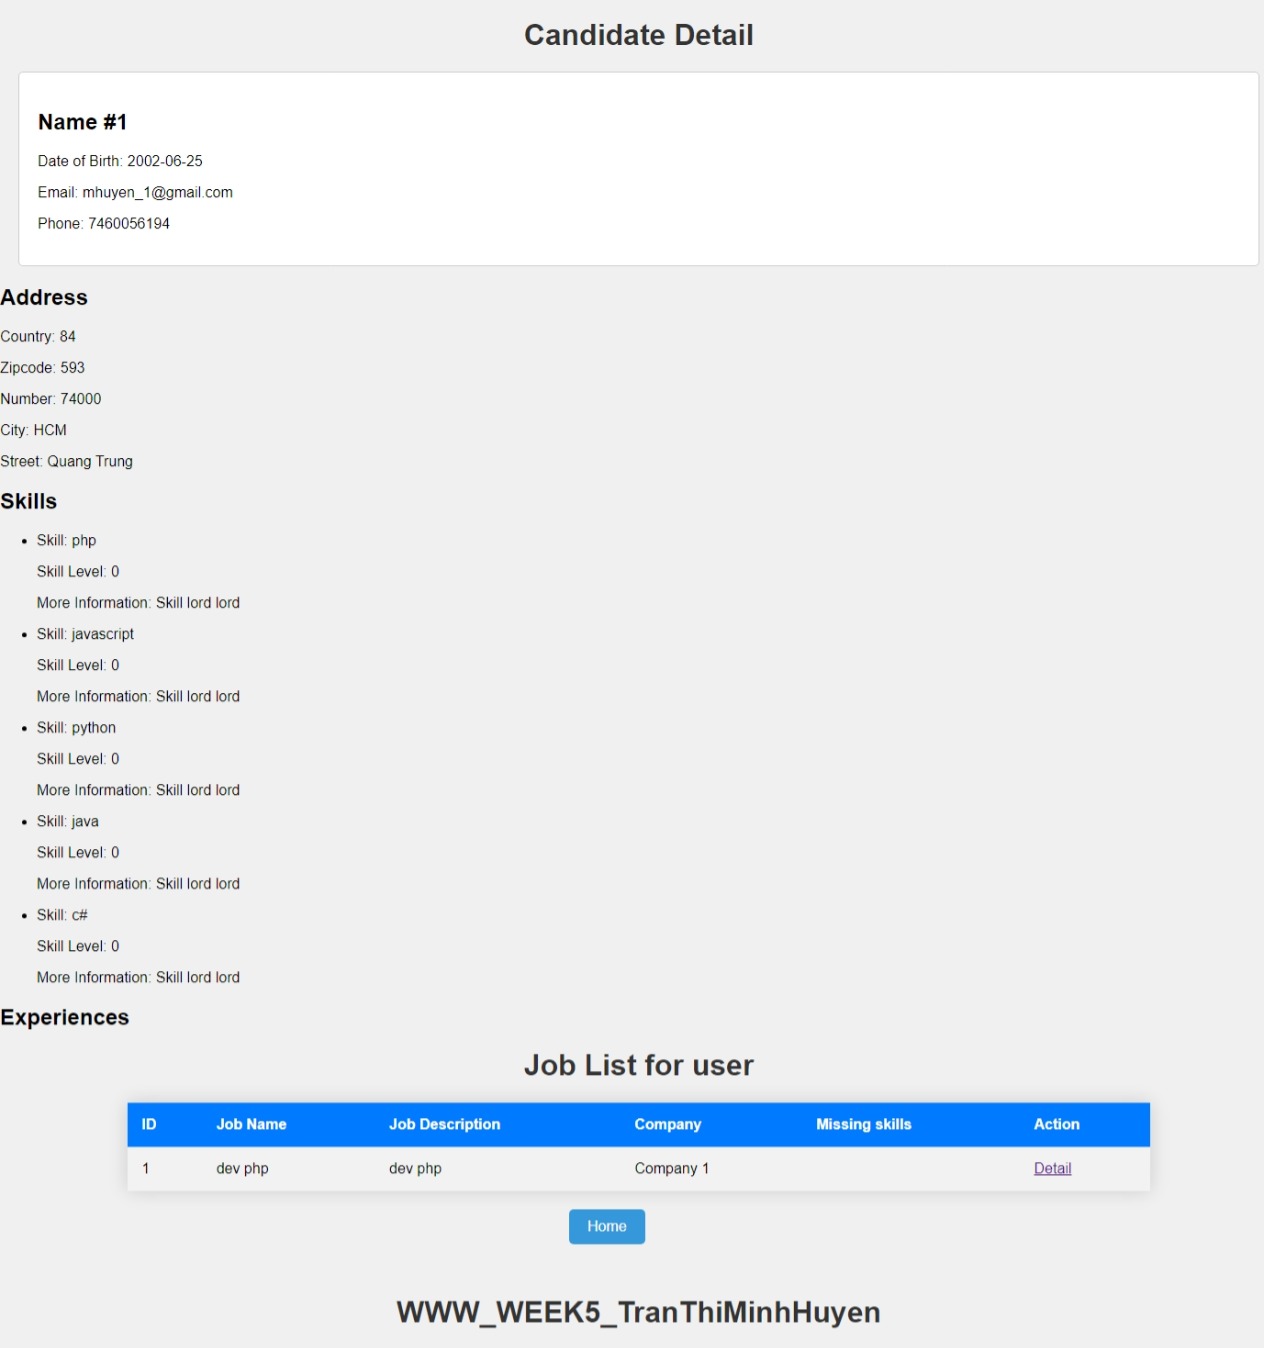 Candidate Detail
Name #1
Date of Birth: 2002-06-25
Email: mhuyen_1@gmail.com
Phone: 7460056194
Address
Country: 84
Zipcode: 593
Number: 74000
City: HCM
Street: Quang Trung
Skills
Skill: php
Skill Level: 0
More Information: Skill lord lord
Skill: javascript
Skill Level: 0
More Information: Skill lord lord
Skill: python
Skill Level: 0
More Information: Skill lord lord
Skill: java
Skill Level: 0
More Information: Skill lord lord
Skill: c#
Skill Level: 0
More Information: Skill lord lord
Experiences
Job List for user
ID Job Name Job Description Company Missing skills Action
1 dev php dev php Company 1 Detail
Home
WWW_WEEK5_TranThiMinhHuyen